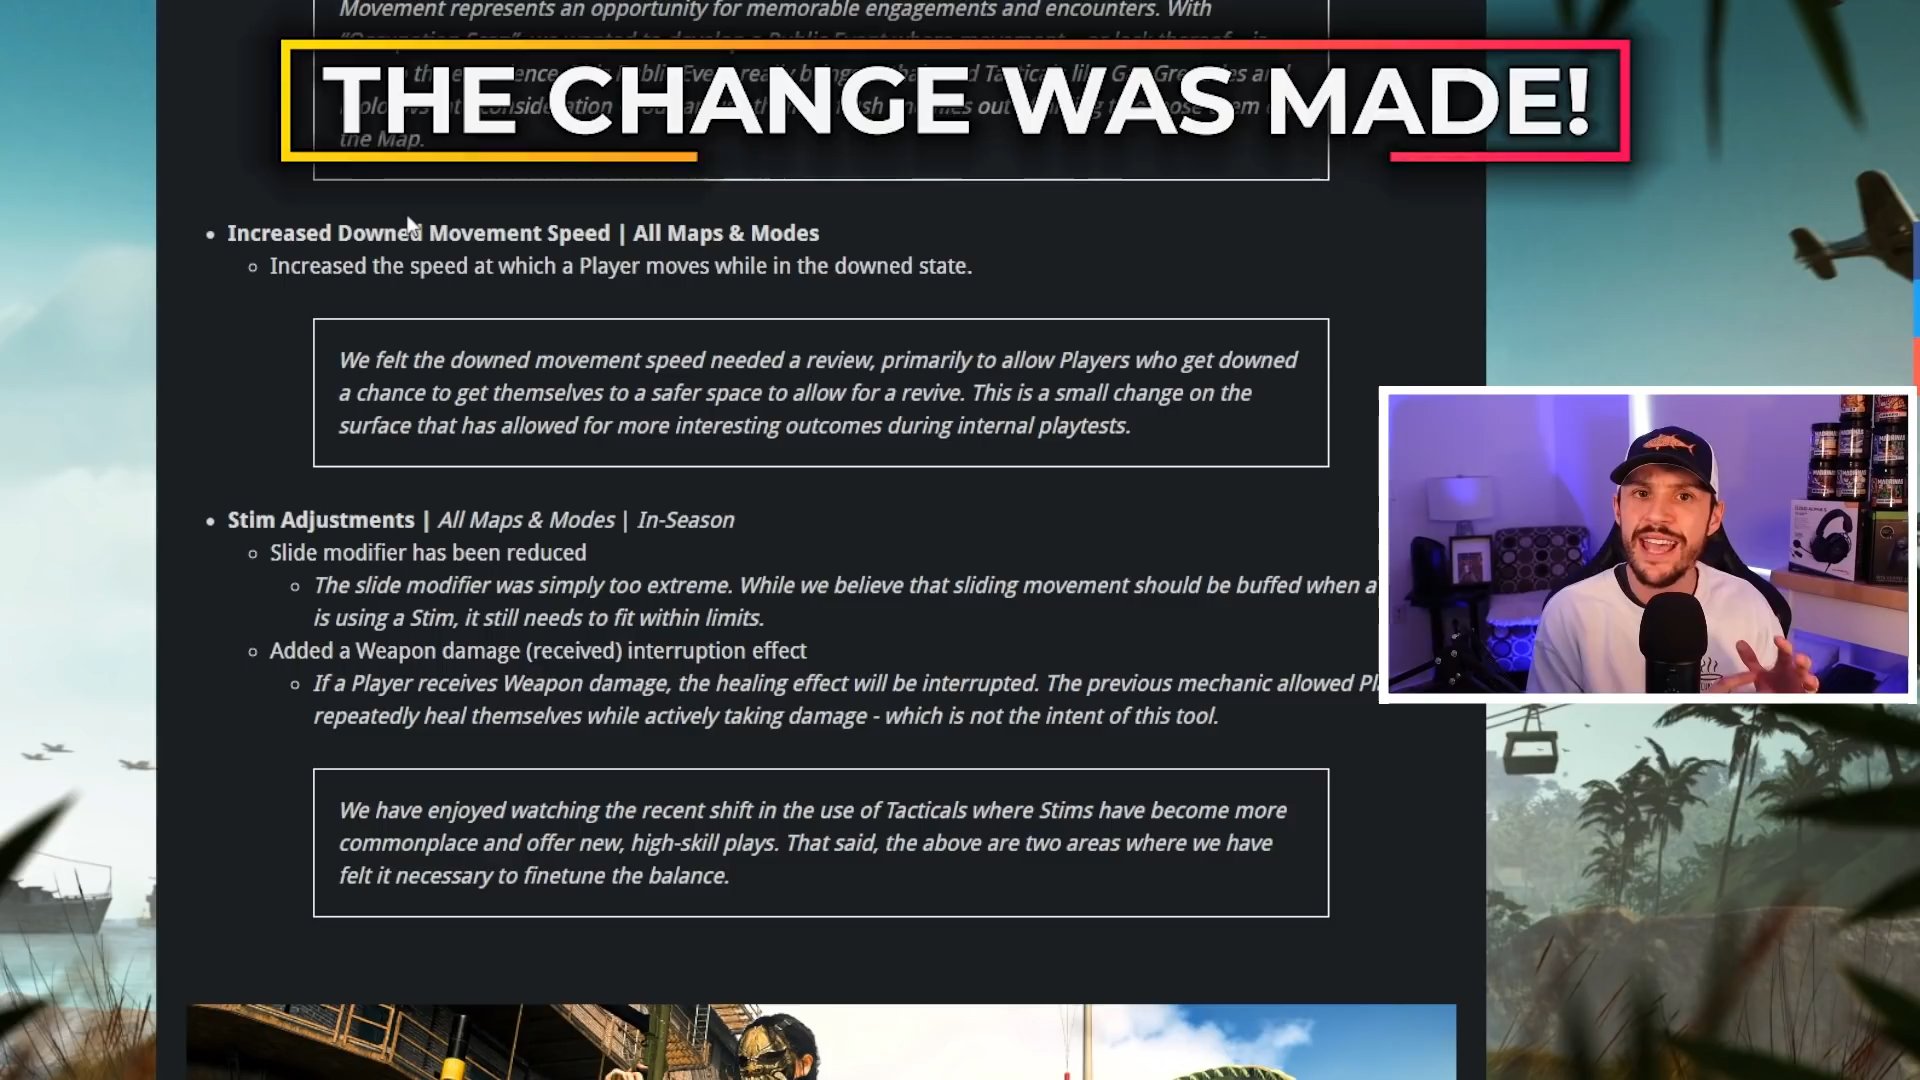 Movement represents an opportunity for memorable engagements and encounters. With
THE CHANGE WAS MADE!
the Map.
Increased Downed Movement Speed | All Maps & Modes
Increased the speed at which a Player moves while in the downed state.
We felt the downed movement speed needed a review, primarily to allow Players who get downed
a chance to get themselves to a safer space to allow for a revive. This is a small change on the
surface that has allowed for more interesting outcomes during internal playtests.
Stim Adjustments | All Maps & Modes | In-Season
Slide modifier has been reduced
The slide modifier was simply too extreme. While we believe that sliding movement should be buffed when a
is using a Stim, it still needs to fit within limits.
Added a Weapon damage (received) interruption effect
If a Player receives Weapon damage, the healing effect will be interrupted. The previous mechanic allowed Pl
repeatedly heal themselves while actively taking damage - which is not the intent of this tool.
We have enjoyed watching the recent shift in the use of Tacticals where Stims have become more
commonplace and offer new, high-skill plays. That said, the above are two areas where we have
felt it necessary to finetune the balance.